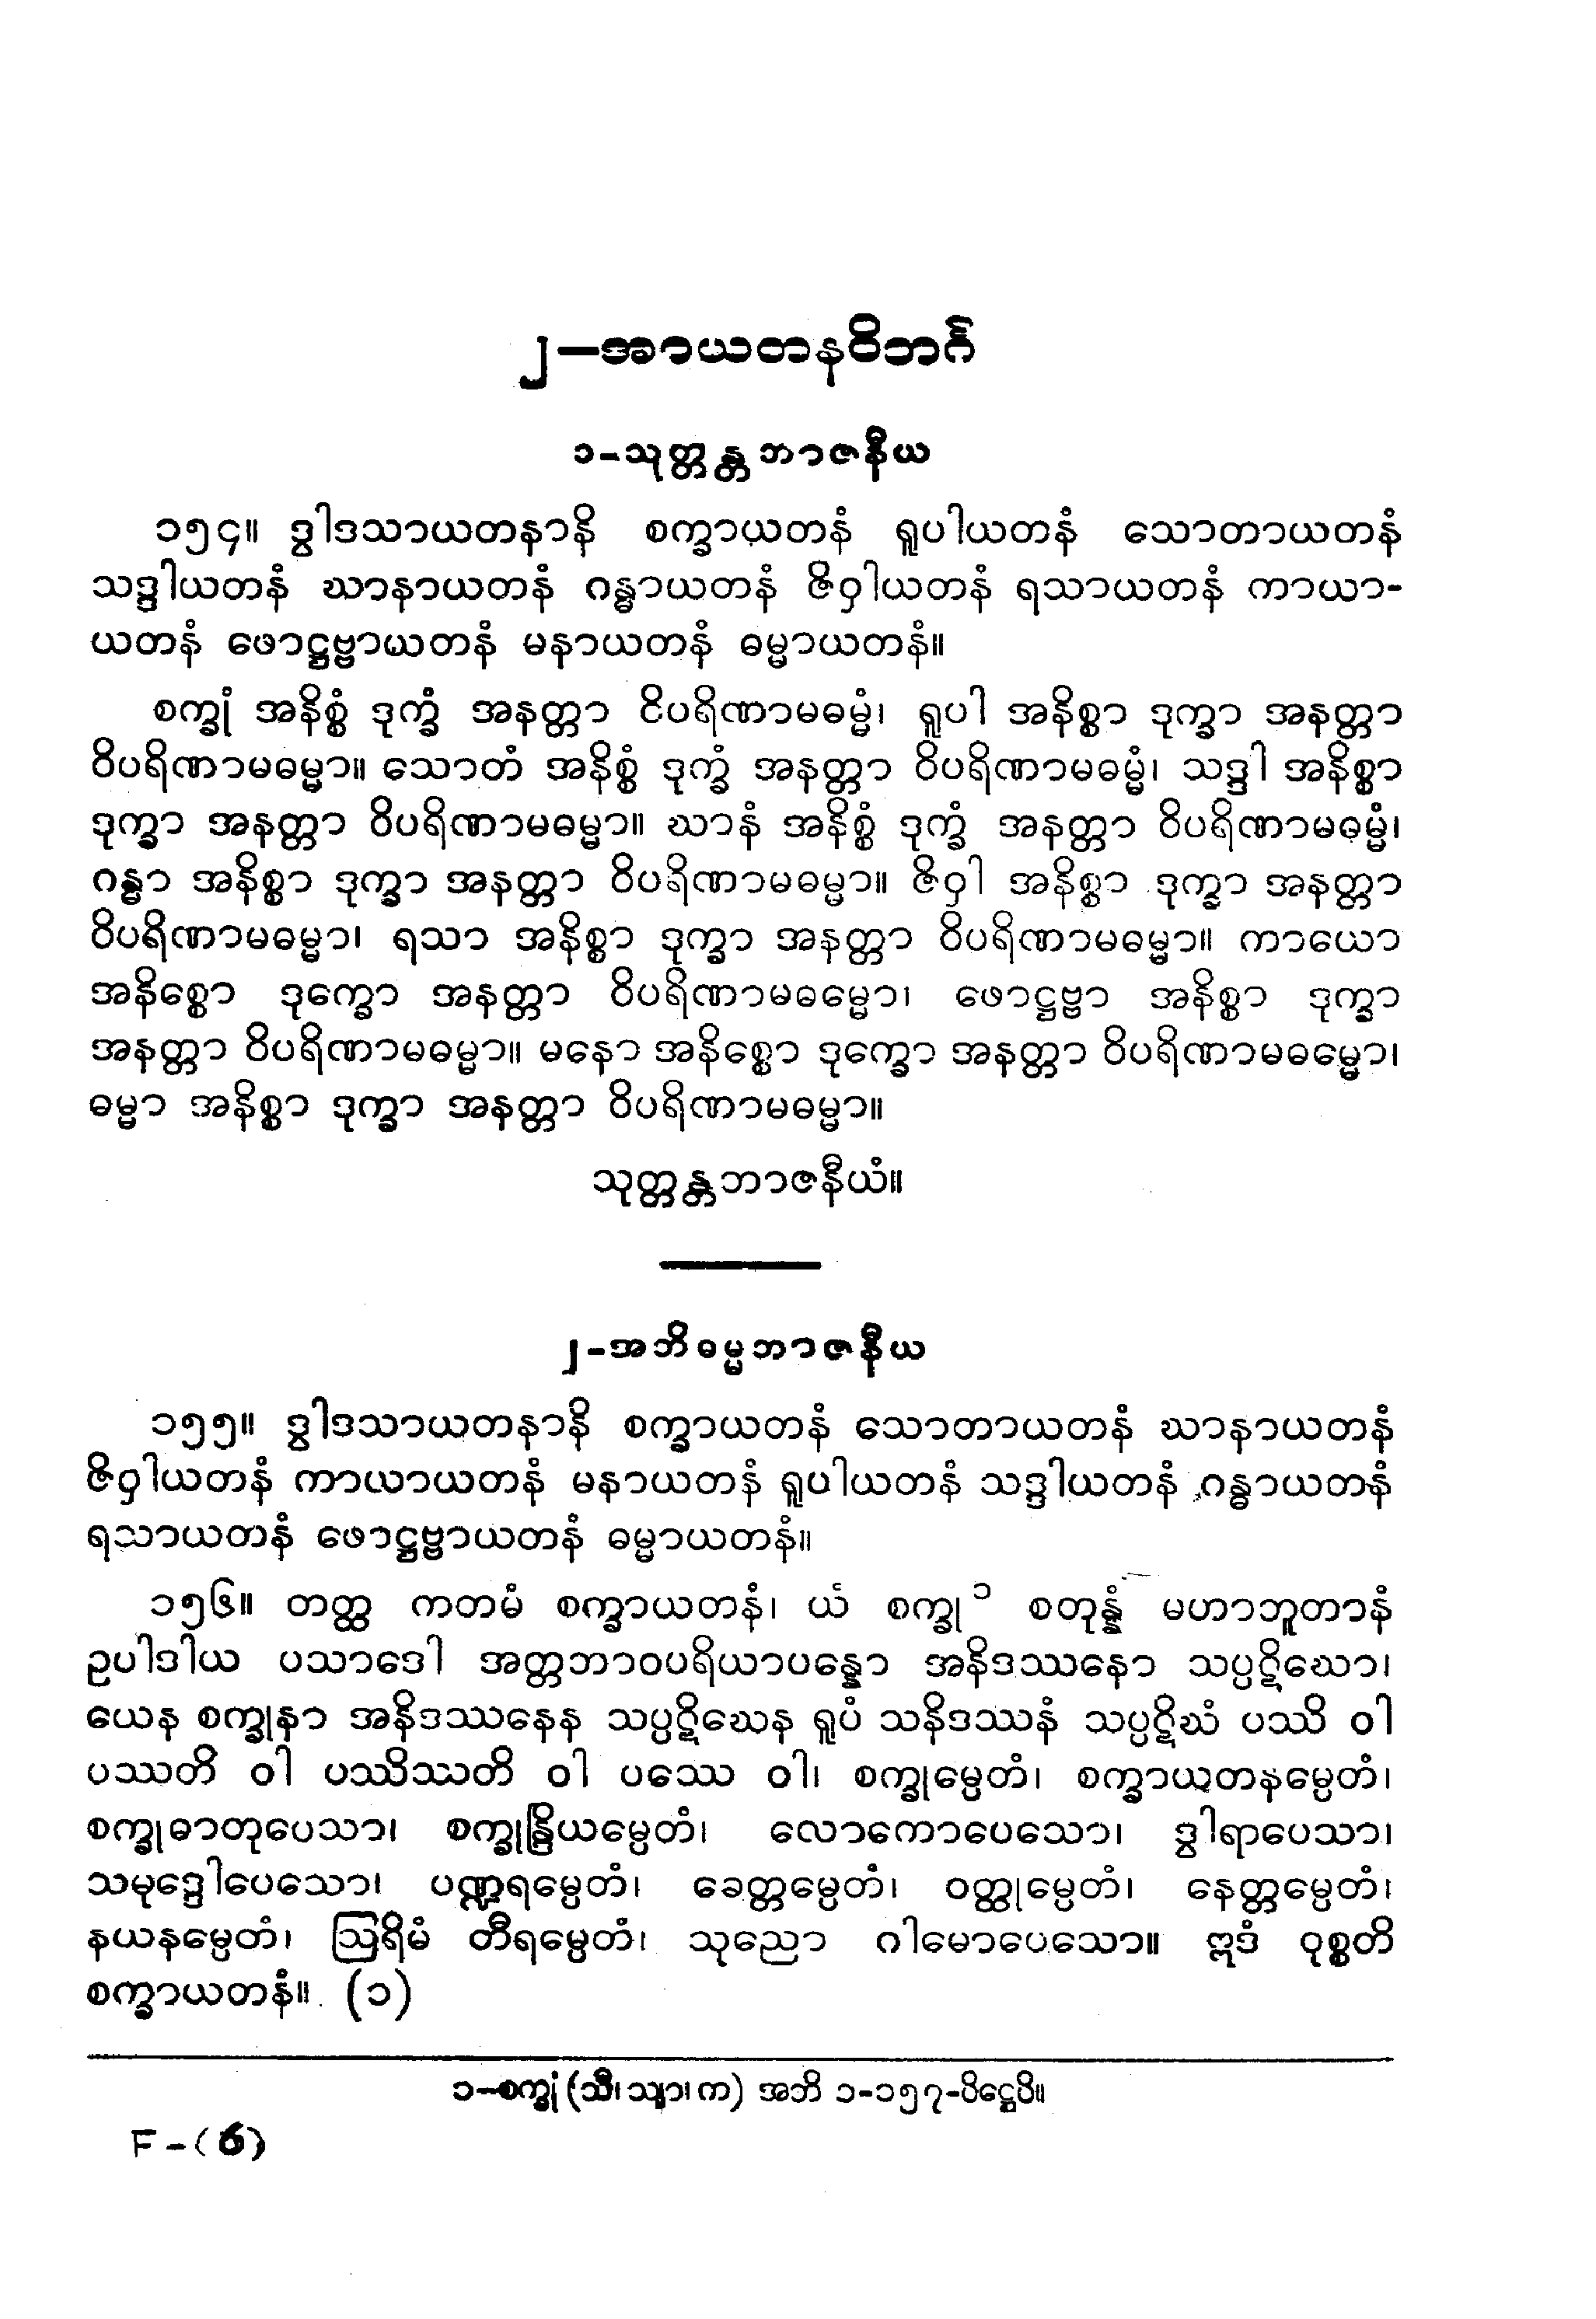 ၂—အာယတနဝိဘင်္ဂ
၁-သုတ္တန္တဘာဇနီယ
၁၅၄။ ဒွါဒသာယတနာနိ စက္ခာယတနံ ရူပါယတနံ သောတာယတနံ
သဒ္ဒါယတနံ ဃာနာယတနံ ဂန္ဓာယတနံ ဇိဝှါယတနံ ရသာယတနံ ကာယာ-
ယတနံ ဖောဋ္ဌဗ္ဗာယတနံ မနာယတနံ ဓမ္မာယတနံ။
စက္ခုံ အနိစ္စံ ဒုက္ခံ အနတ္တာ ဝိပရိဏာမဓမ္မံ၊ ရူပါ အနိစ္စာ ဒုက္ခာ အနတ္တာ
ဝိပရိဏာမဓမ္မာ။ သောတံ အနိစ္စံ ဒုက္ခံ အနတ္တာ ဝိပရိဏာမဓမ္မံ၊ သဒ္ဒါ အနိစ္စာ
ဒုက္ခာ အနတ္တာ ဝိပရိဏာမဓမ္မာ။ ဃာနံ အနိစ္စံ ဒုက္ခံ အနတ္တာ ဝိပရိဏာမဓမ္မံ၊
ဂန္ဓာ အနိစ္စာ ဒုက္ခာ အနတ္တာ ဝိပရိဏာမဓမ္မာ။ ဇိဝှါ အနိစ္စာ ဒုက္ခာ အနတ္တာ
ဝိပရိဏာမဓမ္မာ၊ ရသာ အနိစ္စာ ဒုက္ခာ အနတ္တာ ဝိပရိဏာမဓမ္မာ။ ကာယော
အနိစ္စော ဒုက္ခော အနတ္တာ ဝိပရိဏာမဓမ္မော၊ ဖောဋ္ဌဗ္ဗာ အနိစ္စာ ဒုက္ခာ
အနတ္တာ ဝိပရိဏာမဓမ္မာ။ မနော အနိစ္စော ဒုက္ခော အနတ္တာ ဝိပရိဏာမဓမ္မော၊
ဓမ္မာ အနိစ္စာ ဒုက္ခာ အနတ္တာ ဝိပရိဏာမဓမ္မာ။
သုတ္တန္တဘာဇနီယံ။
၂-အဘိဓမ္မဘာဇနီယ
၁၅၅။ ဒွါဒသာယတနာနိ စက္ခာယတနံ သောတာယတနံ ဃာနာယတနံ
ဇိဝှါယတနံ ကာယာယတနံ မနာယတနံ ရူပါယတနံ သဒ္ဒါယတနံ ဂန္ဓာယတနံ
ရသာယတနံ ဖောဋ္ဌဗ္ဗာယတနံ ဓမ္မာယတနံ။
၁၅၆။ တတ္ထ ကတမံ စက္ခာယတနံ၊ ယံ စက္ခု ၁ စတုန္နံ မဟာဘူတာနံ
ဥပါဒါယ ပသာဒေါ အတ္တဘာဝပရိယာပန္နော အနိဒဿနော သပ္ပဋိဃော၊
ယေန စက္ခုနာ အနိဒဿနေန သပ္ပဋိဃေန ရူပံ သနိဒဿနံ သပ္ပဋိဃံ ပဿိ ဝါ
ပဿတိ ဝါ ပဿိဿတိ ဝါ ပဿေ ဝါ၊ စက္ခုမ္ပေတံ၊ စက္ခာယတနမ္ပေတံ၊
စက္ခုဓာတုပေသာ၊ စက္ခုန္ဒြိယမ္ပေတံ၊ လောကောပေသော၊ ဒွါရာပေသာ၊
သမုဒ္ဒေါပေသော၊ ပဏ္ဍရမ္ပေတံ၊ ခေတ္တမ္ပေတံ၊ ဝတ္ထုမ္ပေတံ၊ နေတ္တမ္ပေတံ၊
နယနမ္ပေတံ၊ ဩရိမံ တီရမ္ပေတံ၊ သုညော ဂါမောပေသော။ ဣဒံ ဝုစ္စတိ
စက္ခာယတနံ။ (၁)
၁—စက္ခုံ (သီ၊ သျာ၊ က) အဘိ ၁-၁၅၇-ပိဋ္ဌေပိ။
F-(6)